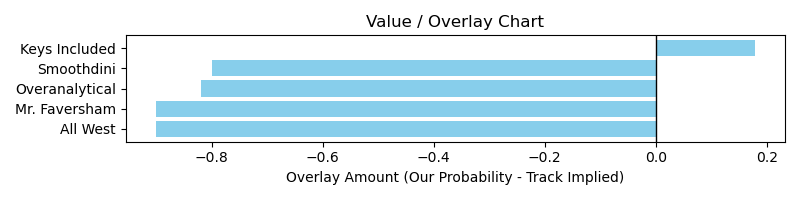 Value / Overlay Chart
Keys Included
Smoothdini
Overanalytical
Mr. Faversham
All West
−0.8 −0.6 −0.4 −0.2 0.0 0.2
Overlay Amount (Our Probability - Track Implied)